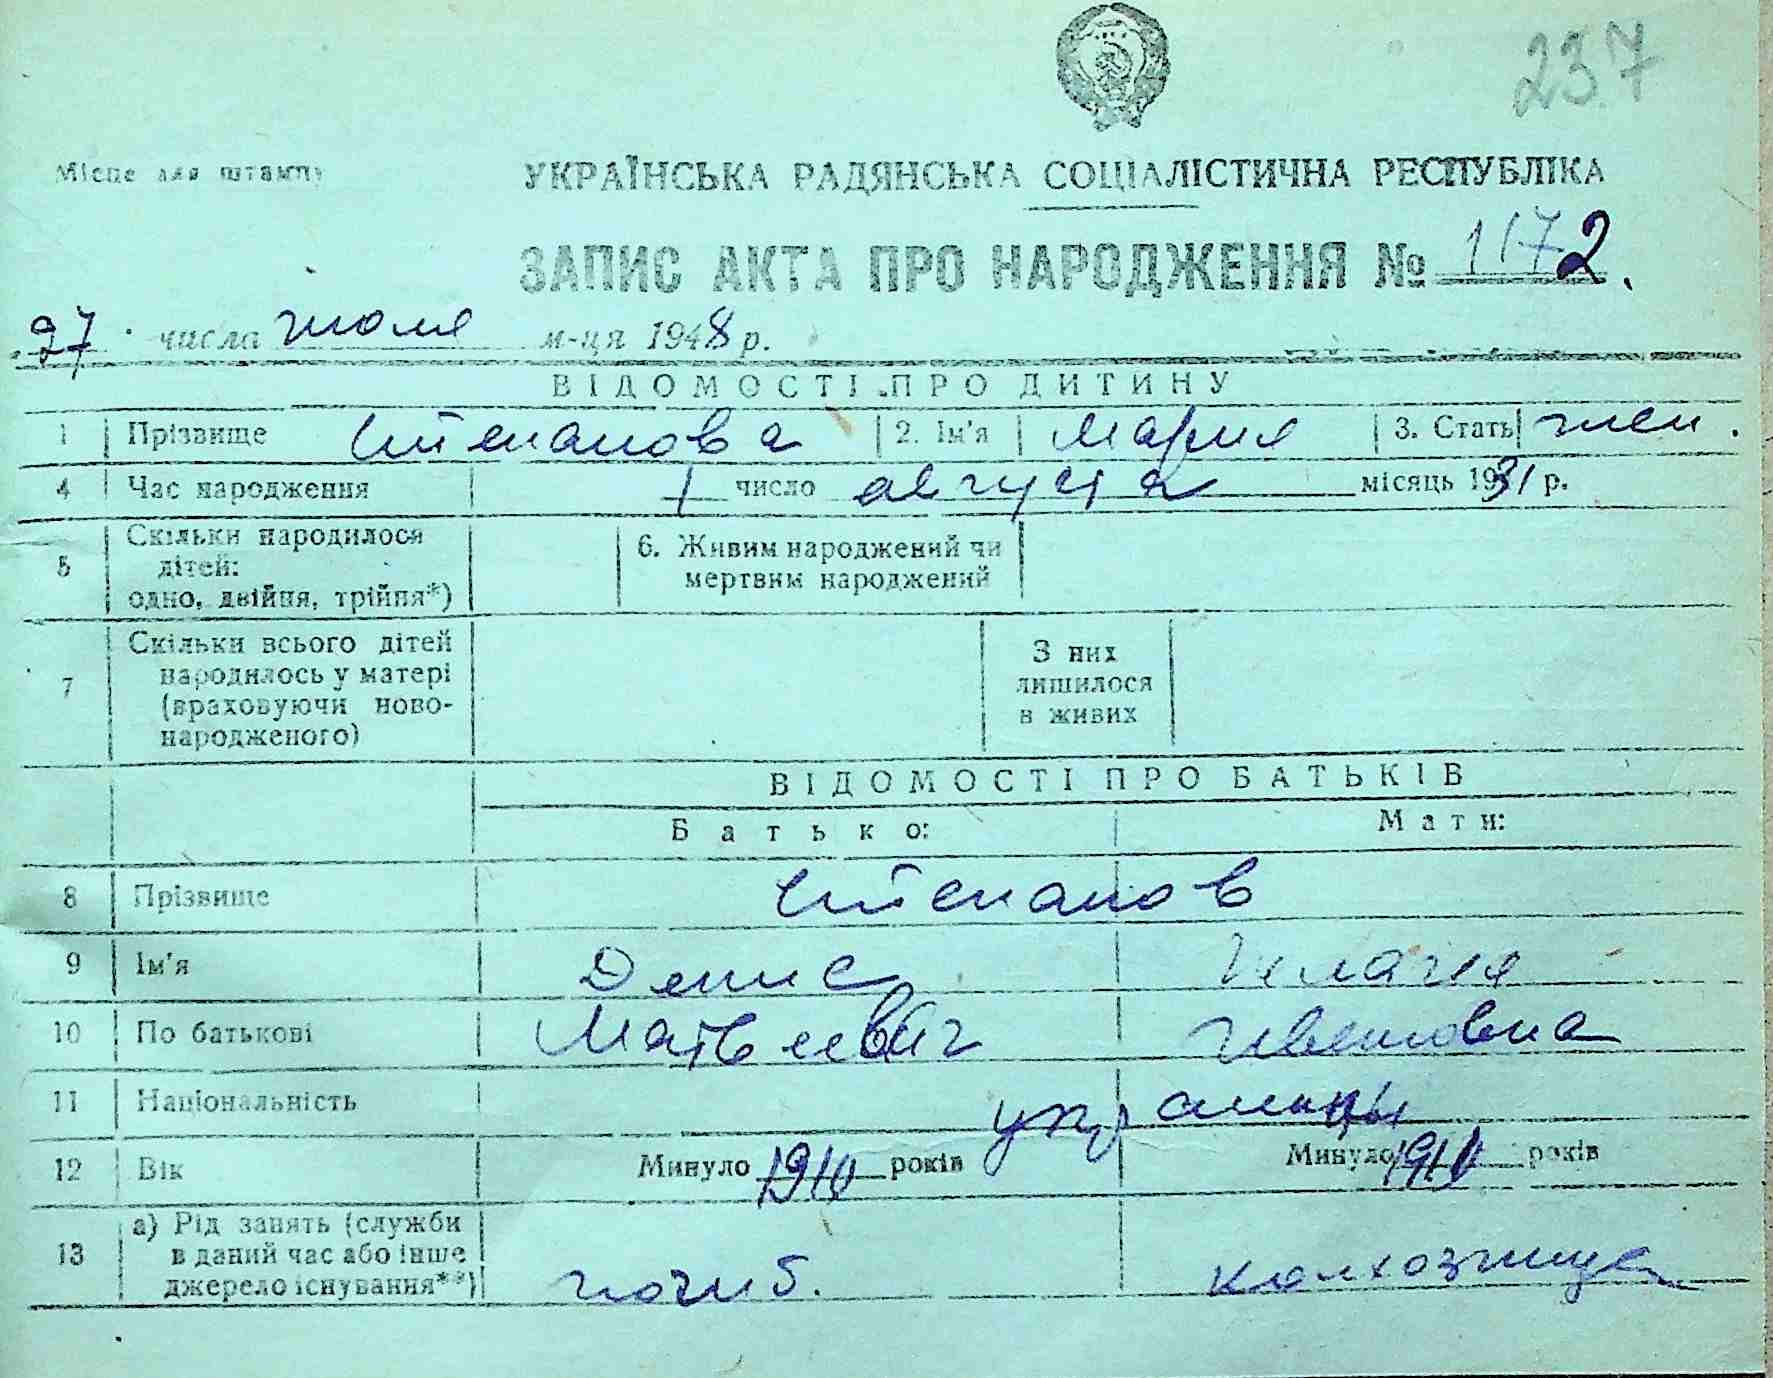 237
Місце для штампу
УКРАЇНСЬКА РАДЯНСЬКА СОЦІАЛІСТИЧНА РЕСПУБЛІКА
ЗАПИС АКТА ПРО НАРОДЖЕННЯ № 1172.
27 числа июля м-ця 1948 р.
ВІДОМОСТІ ПРО ДИТИНУ
1 Прізвище Степанова 2. Ім'я Мария 3. Стать жен.
4 Час народження 1 число августа місяць 1931 р.
5 Скільки народилося дітей: одно, двійня, трійня*) 6. Живим народжений чи мертвим народжений
7 Скільки всього дітей народилось у матері (враховуючи новонародженого) З них лишилося в живих
ВІДОМОСТІ ПРО БАТЬКІВ
Батько: Мати:
8 Прізвище Степанов
9 Ім'я Денис
10 По батькові Матвеевич Ивановна
11 Національність украинцы
12 Вік Минуло 1910 років Минуло 1910 років
13 а) Рід занять (служби в даний час або інше джерело існування**) погиб. колхозница